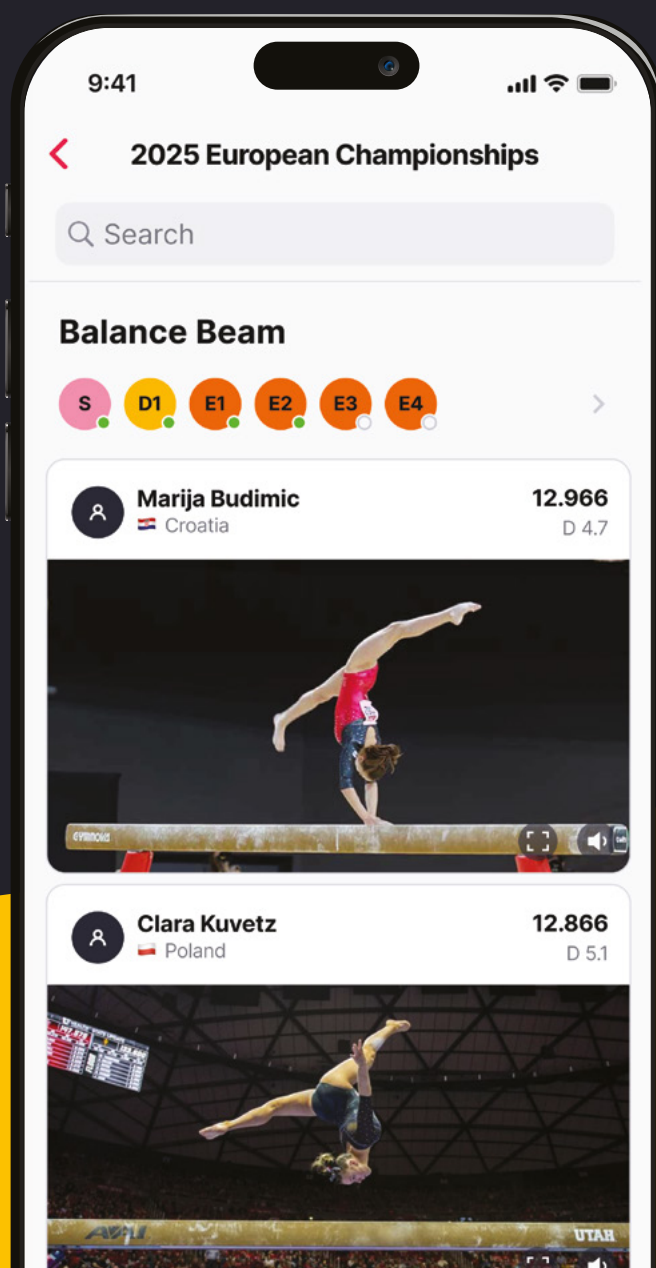 9:41
2025 European Championships
Search
Balance Beam
S D1 E1 E2 E3 E4
Marija Budimic 12.966
Croatia D 4.7
GYMNOVA
Clara Kuvetz 12.866
Poland D 5.1
UTAH